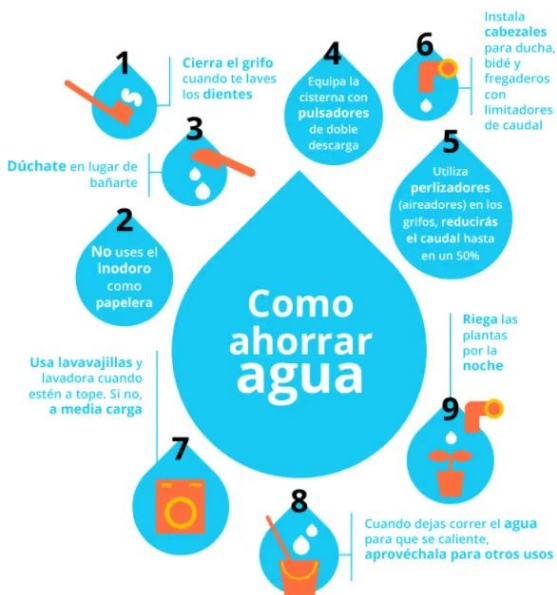 1
Cierra el grifo
cuando te laves
los dientes
2
No uses el
inodoro
como
papelera
3
Dúchate en lugar de
bañarte
4
Equipa la
cisterna con
pulsadores
de doble
descarga
5
Utiliza
perlizadores
(aireadores) en los
grifos, reducirás
el caudal hasta
en un 50%
6
Instala
cabezales
para ducha,
bidé y
fregaderos
con
limitadores
de caudal
Como
ahorrar
agua
7
Usa lavavajillas y
lavadora cuando
estén a tope. Si no,
a media carga
8
Cuando dejas correr el agua
para que se caliente,
aprovéchala para otros usos
9
Riega las
plantas
por la
noche